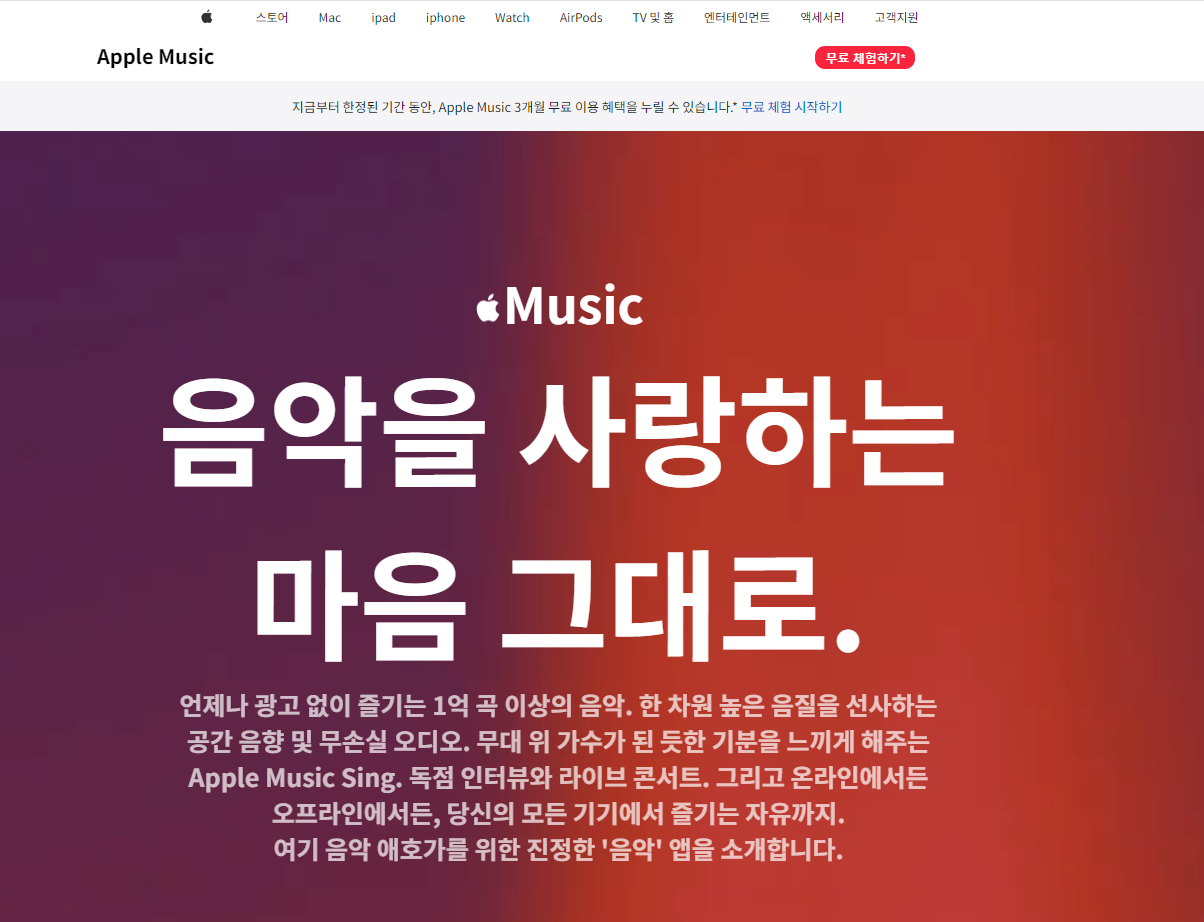 스토어 Mac ipad iphone Watch AirPods TV 및 홈 엔터테인먼트 액세서리 고객지원
Apple Music 무료 체험하기*
지금부터 한정된 기간 동안, Apple Music 3개월 무료 이용 혜택을 누릴 수 있습니다.* 무료 체험 시작하기
Music
음악을 사랑하는
마음 그대로.
언제나 광고 없이 즐기는 1억 곡 이상의 음악. 한 차원 높은 음질을 선사하는
공간 음향 및 무손실 오디오. 무대 위 가수가 된 듯한 기분을 느끼게 해주는
Apple Music Sing. 독점 인터뷰와 라이브 콘서트. 그리고 온라인에서든
오프라인에서든, 당신의 모든 기기에서 즐기는 자유까지.
여기 음악 애호가를 위한 진정한 '음악' 앱을 소개합니다.